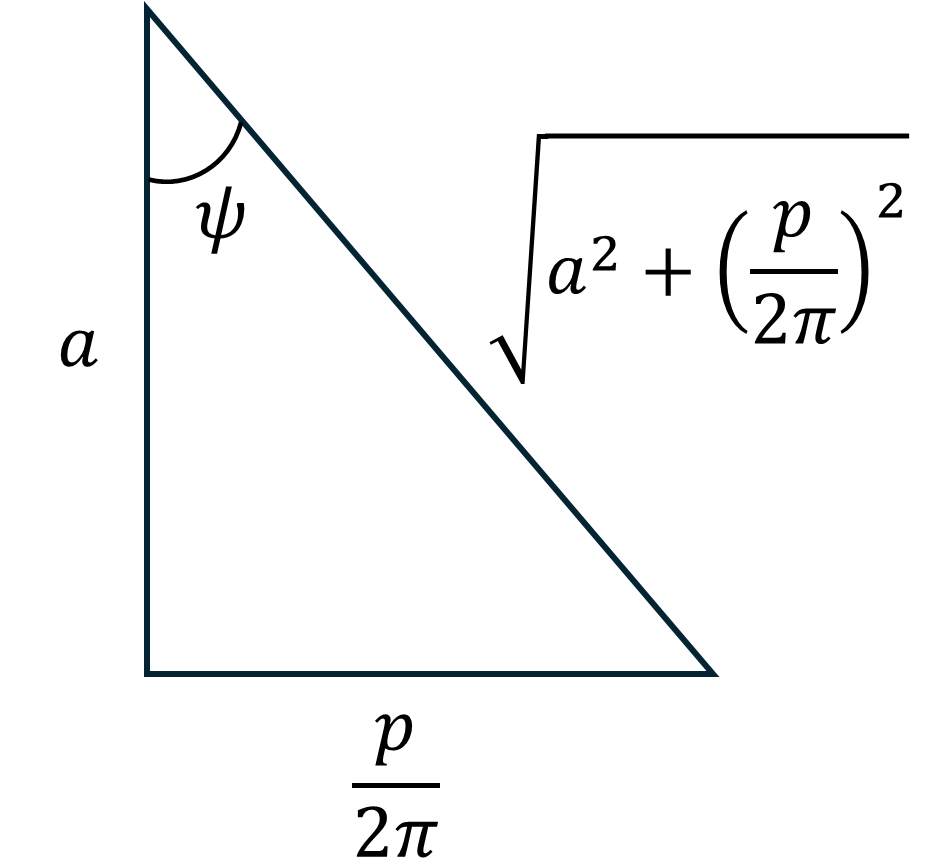 ψ
√(a² + (p/2π)²)
a
p/2π